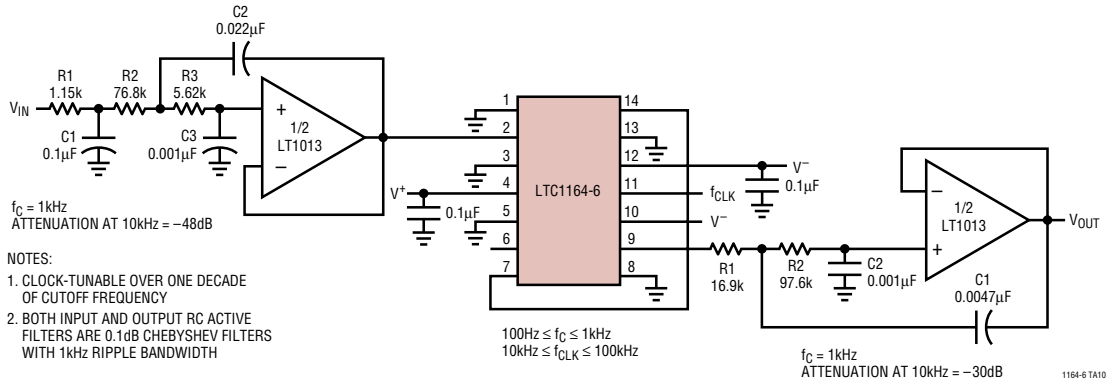 C2
0.022µF
R1
1.15k
R2
76.8k
R3
5.62k
VIN
C1
0.1µF
C3
0.001µF
+
–
1/2
LT1013
fC = 1kHz
ATTENUATION AT 10kHz = –48dB
NOTES:
1. CLOCK-TUNABLE OVER ONE DECADE
OF CUTOFF FREQUENCY
2. BOTH INPUT AND OUTPUT RC ACTIVE
FILTERS ARE 0.1dB CHEBYSHEV FILTERS
WITH 1kHz RIPPLE BANDWIDTH
1
2
3
4
5
6
7
V+
0.1µF
LTC1164-6
14
13
12
11
10
9
8
V–
0.1µF
fCLK
V–
100Hz ≤ fC ≤ 1kHz
10kHz ≤ fCLK ≤ 100kHz
R1
16.9k
R2
97.6k
C2
0.001µF
–
+
1/2
LT1013
VOUT
C1
0.0047µF
fC = 1kHz
ATTENUATION AT 10kHz = –30dB
1164-6 TA10